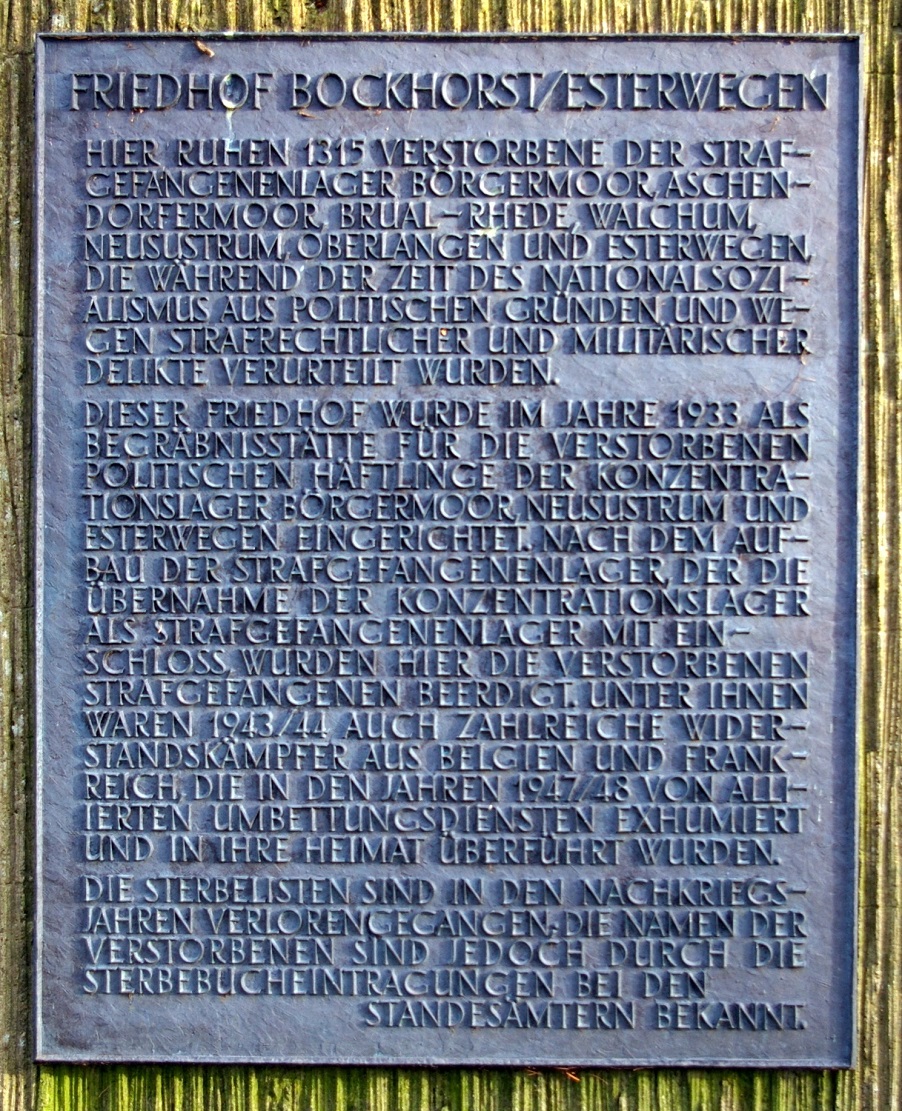 FRIEDHOF BOCKHORST/ESTERWEGEN
HIER RUHEN 1315 VERSTORBENE DER STRAF-
GEFANGENENLAGER BÖRGERMOOR, ASCHEN-
DORFERMOOR, BRUAL-RHEDE, WALCHUM,
NEUSUSTRUM, OBERLANGEN UND ESTERWEGEN,
DIE WÄHREND DER ZEIT DES NATIONALSOZI-
ALISMUS AUS POLITISCHEN GRÜNDEN UND WE-
GEN STRAFRECHTLICHER UND MILITÄRISCHER
DELIKTE VERURTEILT WURDEN.
DIESER FRIEDHOF WURDE IM JAHRE 1933 ALS
BEGRÄBNISSTÄTTE FÜR DIE VERSTORBENEN
POLITISCHEN HÄFTLINGE DER KONZENTRA-
TIONSLAGER BÖRGERMOOR, NEUSUSTRUM UND
ESTERWEGEN EINGERICHTET. NACH DEM AUF-
BAU DER STRAFGEFANGENENLAGER, DER DIE
ÜBERNAHME DER KONZENTRATIONSLAGER
ALS STRAFGEFANGENENLAGER MIT EIN-
SCHLOSS, WURDEN HIER DIE VERSTORBENEN
STRAFGEFANGENEN BEERDIGT. UNTER IHNEN
WAREN 1943/44 AUCH ZAHLREICHE WIDER-
STANDSKÄMPFER AUS BELGIEN UND FRANK-
REICH, DIE IN DEN JAHREN 1947/48 VON ALLI-
IERTEN UMBETTUNGSDIENSTEN EXHUMIERT
UND IN IHRE HEIMAT ÜBERFÜHRT WURDEN.
DIE STERBELISTEN SIND IN DEN NACHKRIEGS-
JAHREN VERLORENGEGANGEN; DIE NAMEN DER
VERSTORBENEN SIND JEDOCH DURCH DIE
STERBEBUCHEINTRAGUNGEN BEI DEN
STANDESÄMTERN BEKANNT.